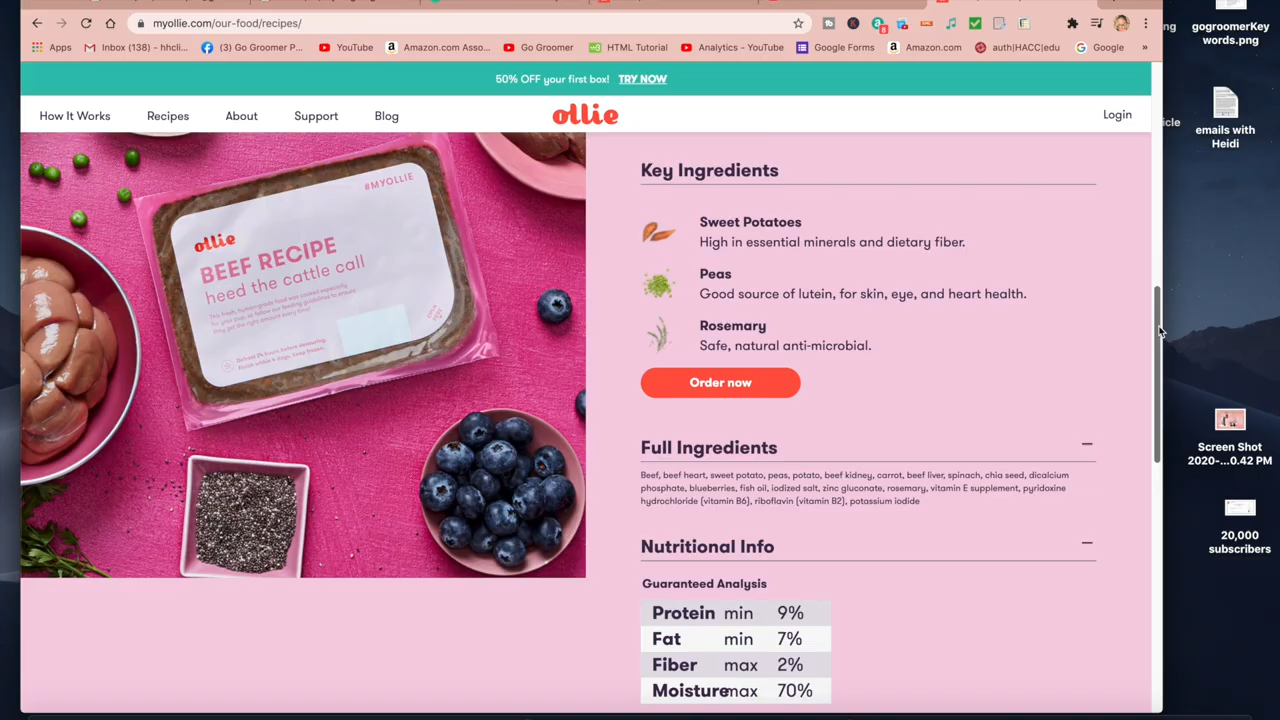 myollie.com/our-food/recipes/
Apps
Inbox (138) - hhcli...
(3) Go Groomer P...
YouTube
Amazon.com Asso...
Go Groomer
HTML Tutorial
Analytics - YouTube
Google Forms
Amazon.com
auth|HACC|edu
Google
»
50% OFF your first box! TRY NOW
How It Works
Recipes
About
Support
Blog
ollie
Login
#MYOLLIE
ollie
BEEF RECIPE
heed the cattle call
Key Ingredients
Sweet Potatoes
High in essential minerals and dietary fiber.
Peas
Good source of lutein, for skin, eye, and heart health.
Rosemary
Safe, natural anti-microbial.
Order now
Full Ingredients
Beef, beef heart, sweet potato, peas, potato, beef kidney, carrot, beef liver, spinach, chia seed, dicalcium
phosphate, blueberries, fish oil, iodized salt, zinc gluconate, rosemary, vitamin E supplement, pyridoxine
hydrochloride (vitamin B6), riboflavin (vitamin B2), potassium iodide
Nutritional Info
Guaranteed Analysis
Protein min 9%
Fat min 7%
Fiber max 2%
Moisture max 70%
gogroomerKey
words.png
emails with
Heidi
Screen Shot
2020-...0.42 PM
20,000
subscribers